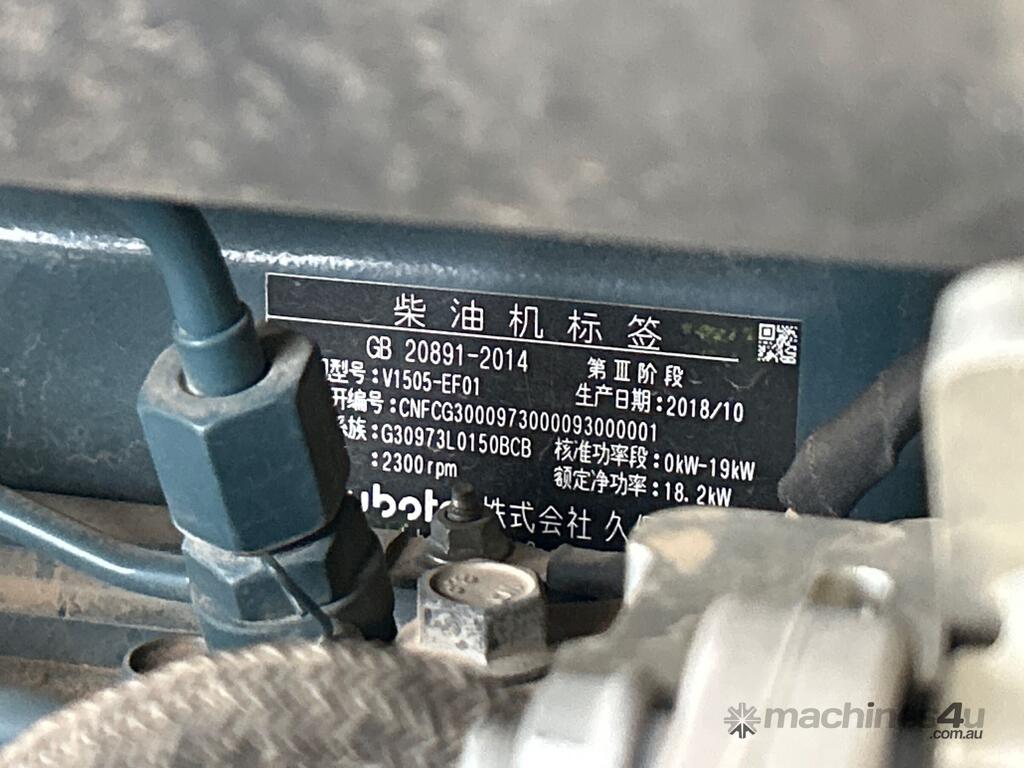 柴油机标签
GB 20891-2014 第Ⅲ阶段
型号:V1505-EF01 生产日期:2018/10
开编号:CNFCG3000973000093000001
系族:G30973L0150BCB 核准功率段:0kW-19kW
:2300rpm 额定净功率:18.2kW
kubota 株式会社 久
machines4u
.com.au